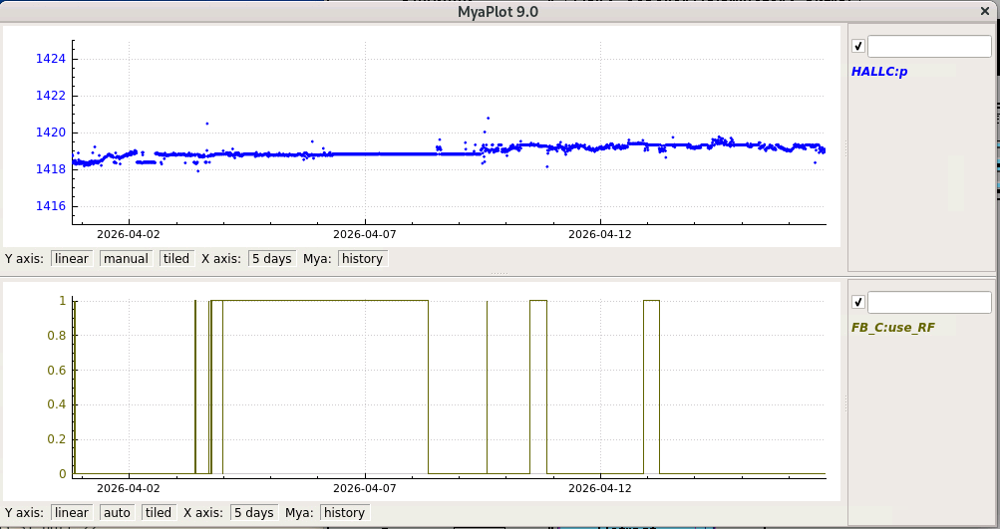 MyaPlot 9.0
1424
1422
1420
1418
1416
2026-04-02 2026-04-07 2026-04-12
HALLC:p
Y axis: linear manual tiled X axis: 5 days Mya: history
1
0.8
0.6
0.4
0.2
0
2026-04-02 2026-04-07 2026-04-12
FB_C:use_RF
Y axis: linear auto tiled X axis: 5 days Mya: history